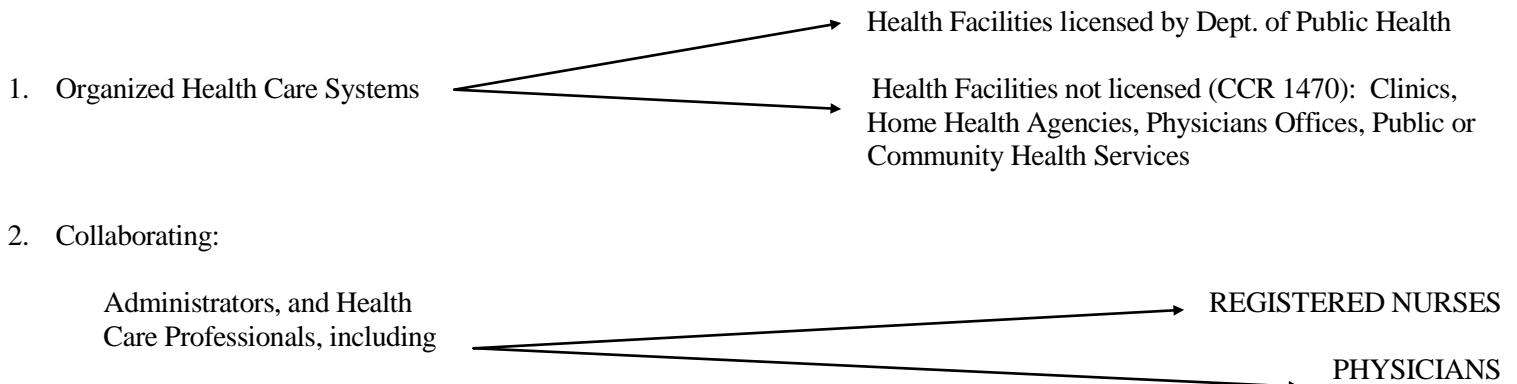 Health Facilities licensed by Dept. of Public Health
1. Organized Health Care Systems
Health Facilities not licensed (CCR 1470): Clinics,
Home Health Agencies, Physicians Offices, Public or
Community Health Services
2. Collaborating:
Administrators, and Health
Care Professionals, including
REGISTERED NURSES
PHYSICIANS